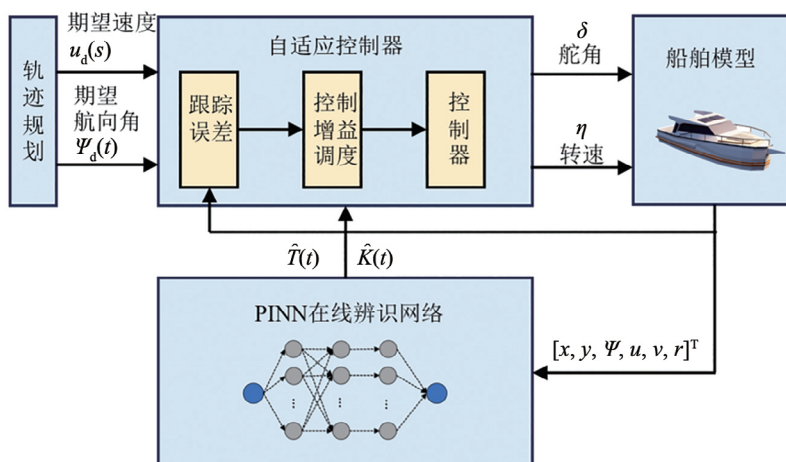 轨迹规划
期望速度
u_d(s)
期望
航向角
Ψ_d(t)
自适应控制器
跟踪
误差
控制
增益
调度
控制器
δ
舵角
η
转速
船舶模型
T̂(t) K̂(t)
PINN在线辨识网络
[x, y, Ψ, u, v, r]^T